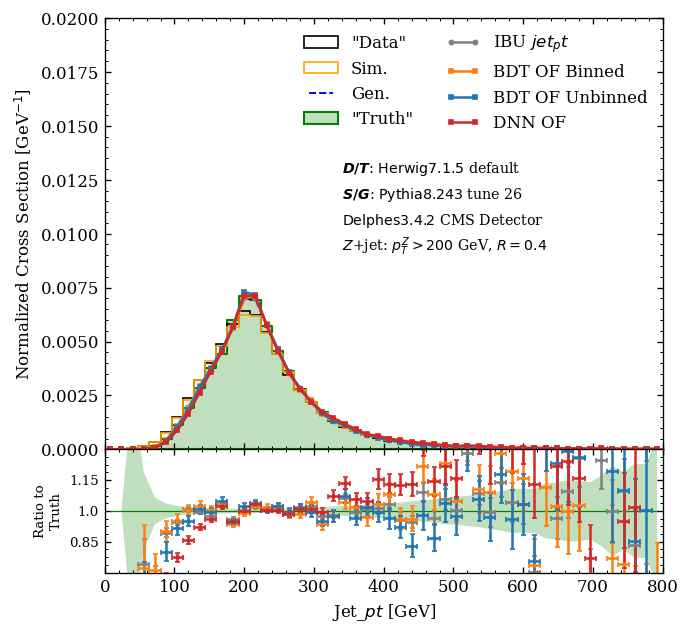 0.0200
0.0175
0.0150
0.0125
0.0100
0.0075
0.0050
0.0025
0.0000
Normalized Cross Section [GeV⁻¹]
"Data"
Sim.
Gen.
"Truth"
IBU jet_pt
BDT OF Binned
BDT OF Unbinned
DNN OF
D/T: Herwig7.1.5 default
S/G: Pythia8.243 tune 26
Delphes3.4.2 CMS Detector
Z+jet: p_T^Z > 200 GeV, R = 0.4
1.15
1.0
0.85
Ratio to
Truth
0 100 200 300 400 500 600 700 800
Jet_pt [GeV]